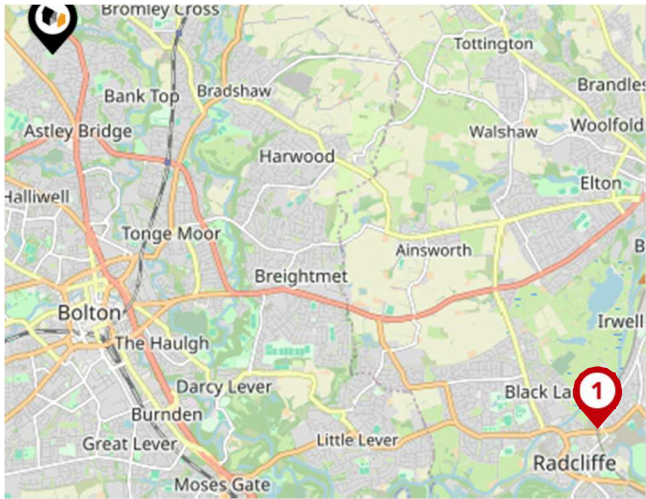 Bromley Cross
Tottington
Bank Top
Bradshaw
Brandles
Astley Bridge
Walshaw
Woolfold
Harwood
Halliwell
Elton
Tonge Moor
Ainsworth
B
Breightmet
Bolton
Irwell
The Haulgh
Darcy Lever
Black La
1
Burnden
Great Lever
Little Lever
Radcliffe
Moses Gate